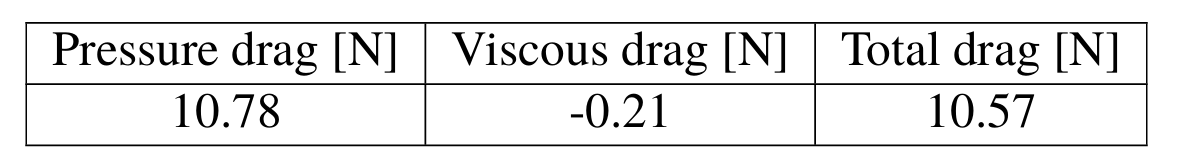 Pressure drag [N] Viscous drag [N] Total drag [N]
10.78 -0.21 10.57